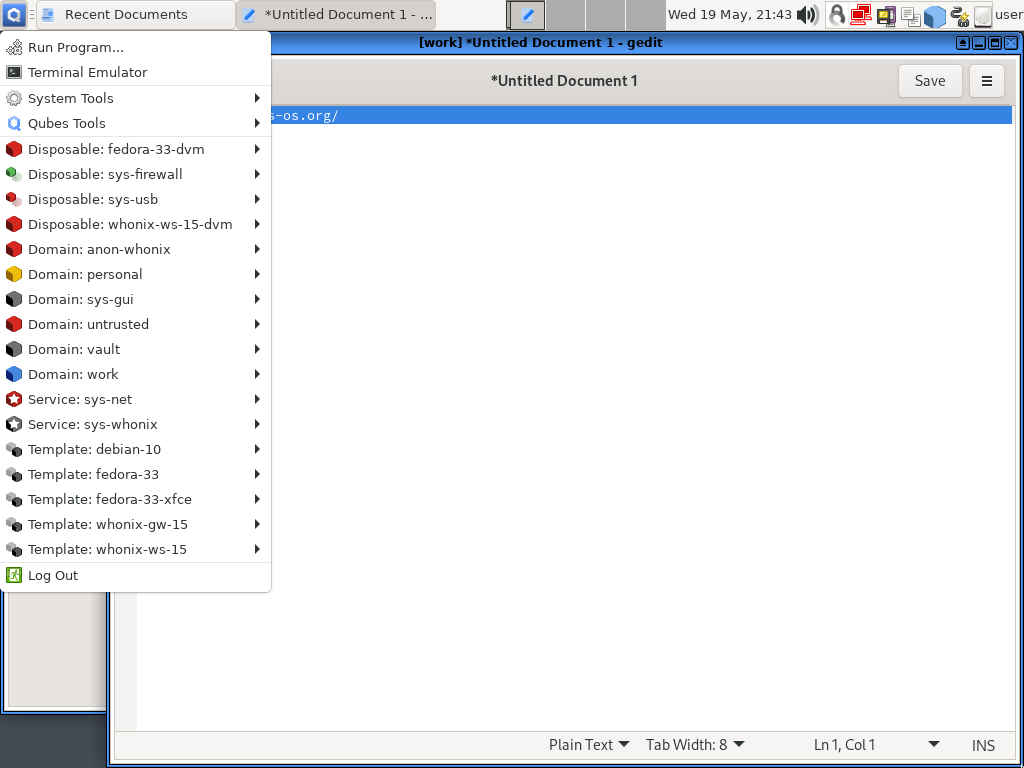 Recent Documents
*Untitled Document 1 - ...
Wed 19 May, 21:43
user
[work] *Untitled Document 1 - gedit
*Untitled Document 1
Save
s-os.org/
Run Program...
Terminal Emulator
System Tools
Qubes Tools
Disposable: fedora-33-dvm
Disposable: sys-firewall
Disposable: sys-usb
Disposable: whonix-ws-15-dvm
Domain: anon-whonix
Domain: personal
Domain: sys-gui
Domain: untrusted
Domain: vault
Domain: work
Service: sys-net
Service: sys-whonix
Template: debian-10
Template: fedora-33
Template: fedora-33-xfce
Template: whonix-gw-15
Template: whonix-ws-15
Log Out
Plain Text
Tab Width: 8
Ln 1, Col 1
INS